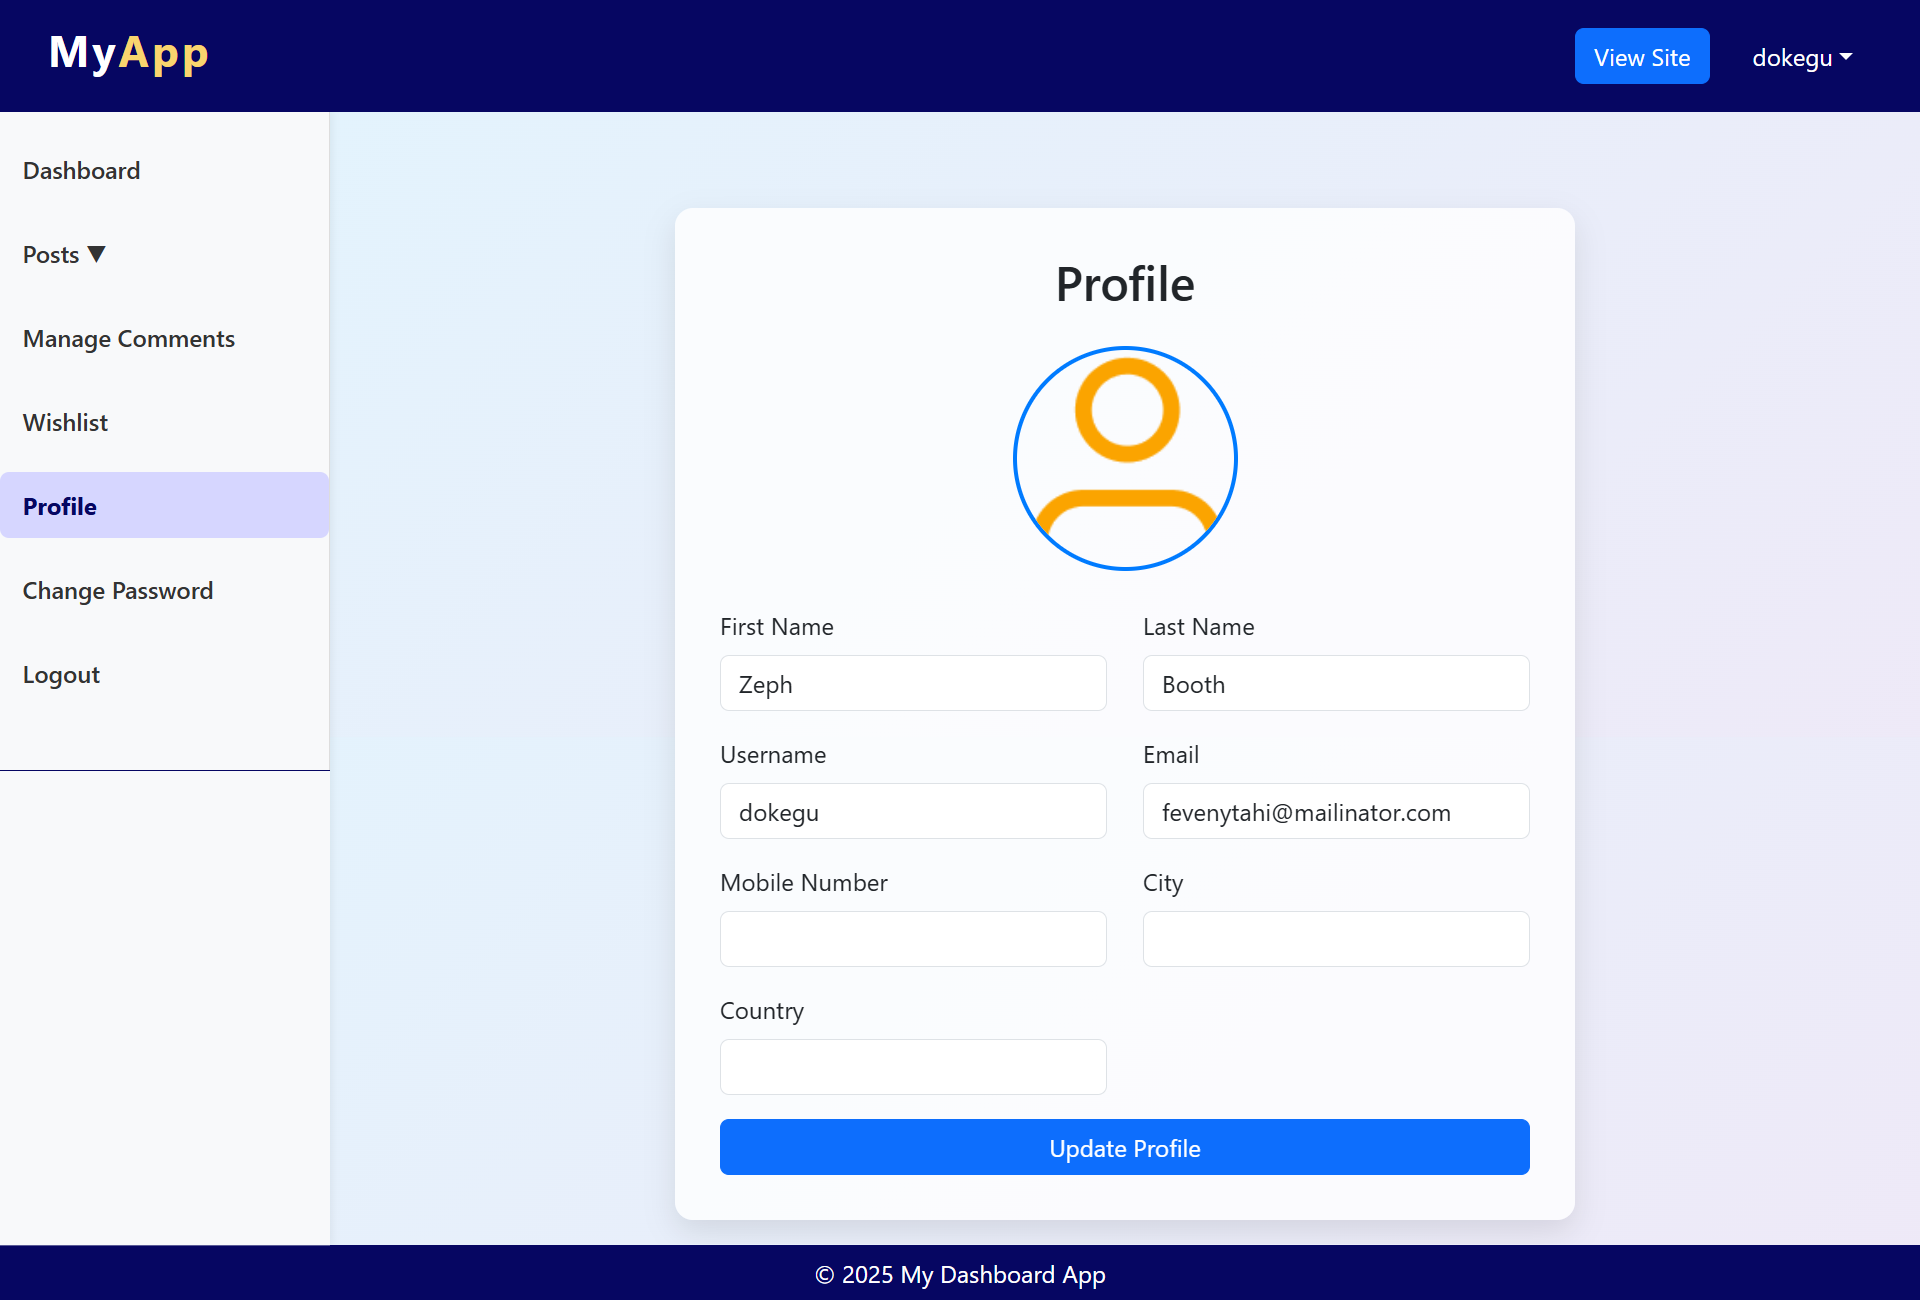 MyApp
View Site
dokegu
Dashboard
Posts ▼
Manage Comments
Wishlist
Profile
Change Password
Logout
Profile
First Name
Last Name
Zeph
Booth
Username
Email
dokegu
fevenytahi@mailinator.com
Mobile Number
City
Country
Update Profile
© 2025 My Dashboard App